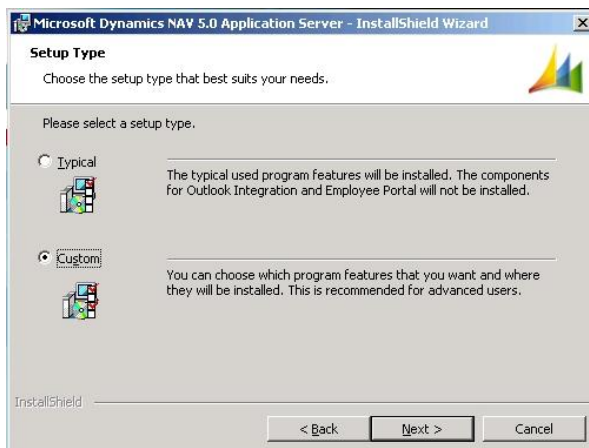 Microsoft Dynamics NAV 5.0 Application Server - InstallShield Wizard
Setup Type
Choose the setup type that best suits your needs.
Please select a setup type.
Typical
The typical used program features will be installed. The components
for Outlook Integration and Employee Portal will not be installed.
Custom
You can choose which program features that you want and where
they will be installed. This is recommended for advanced users.
InstallShield
< Back
Next >
Cancel